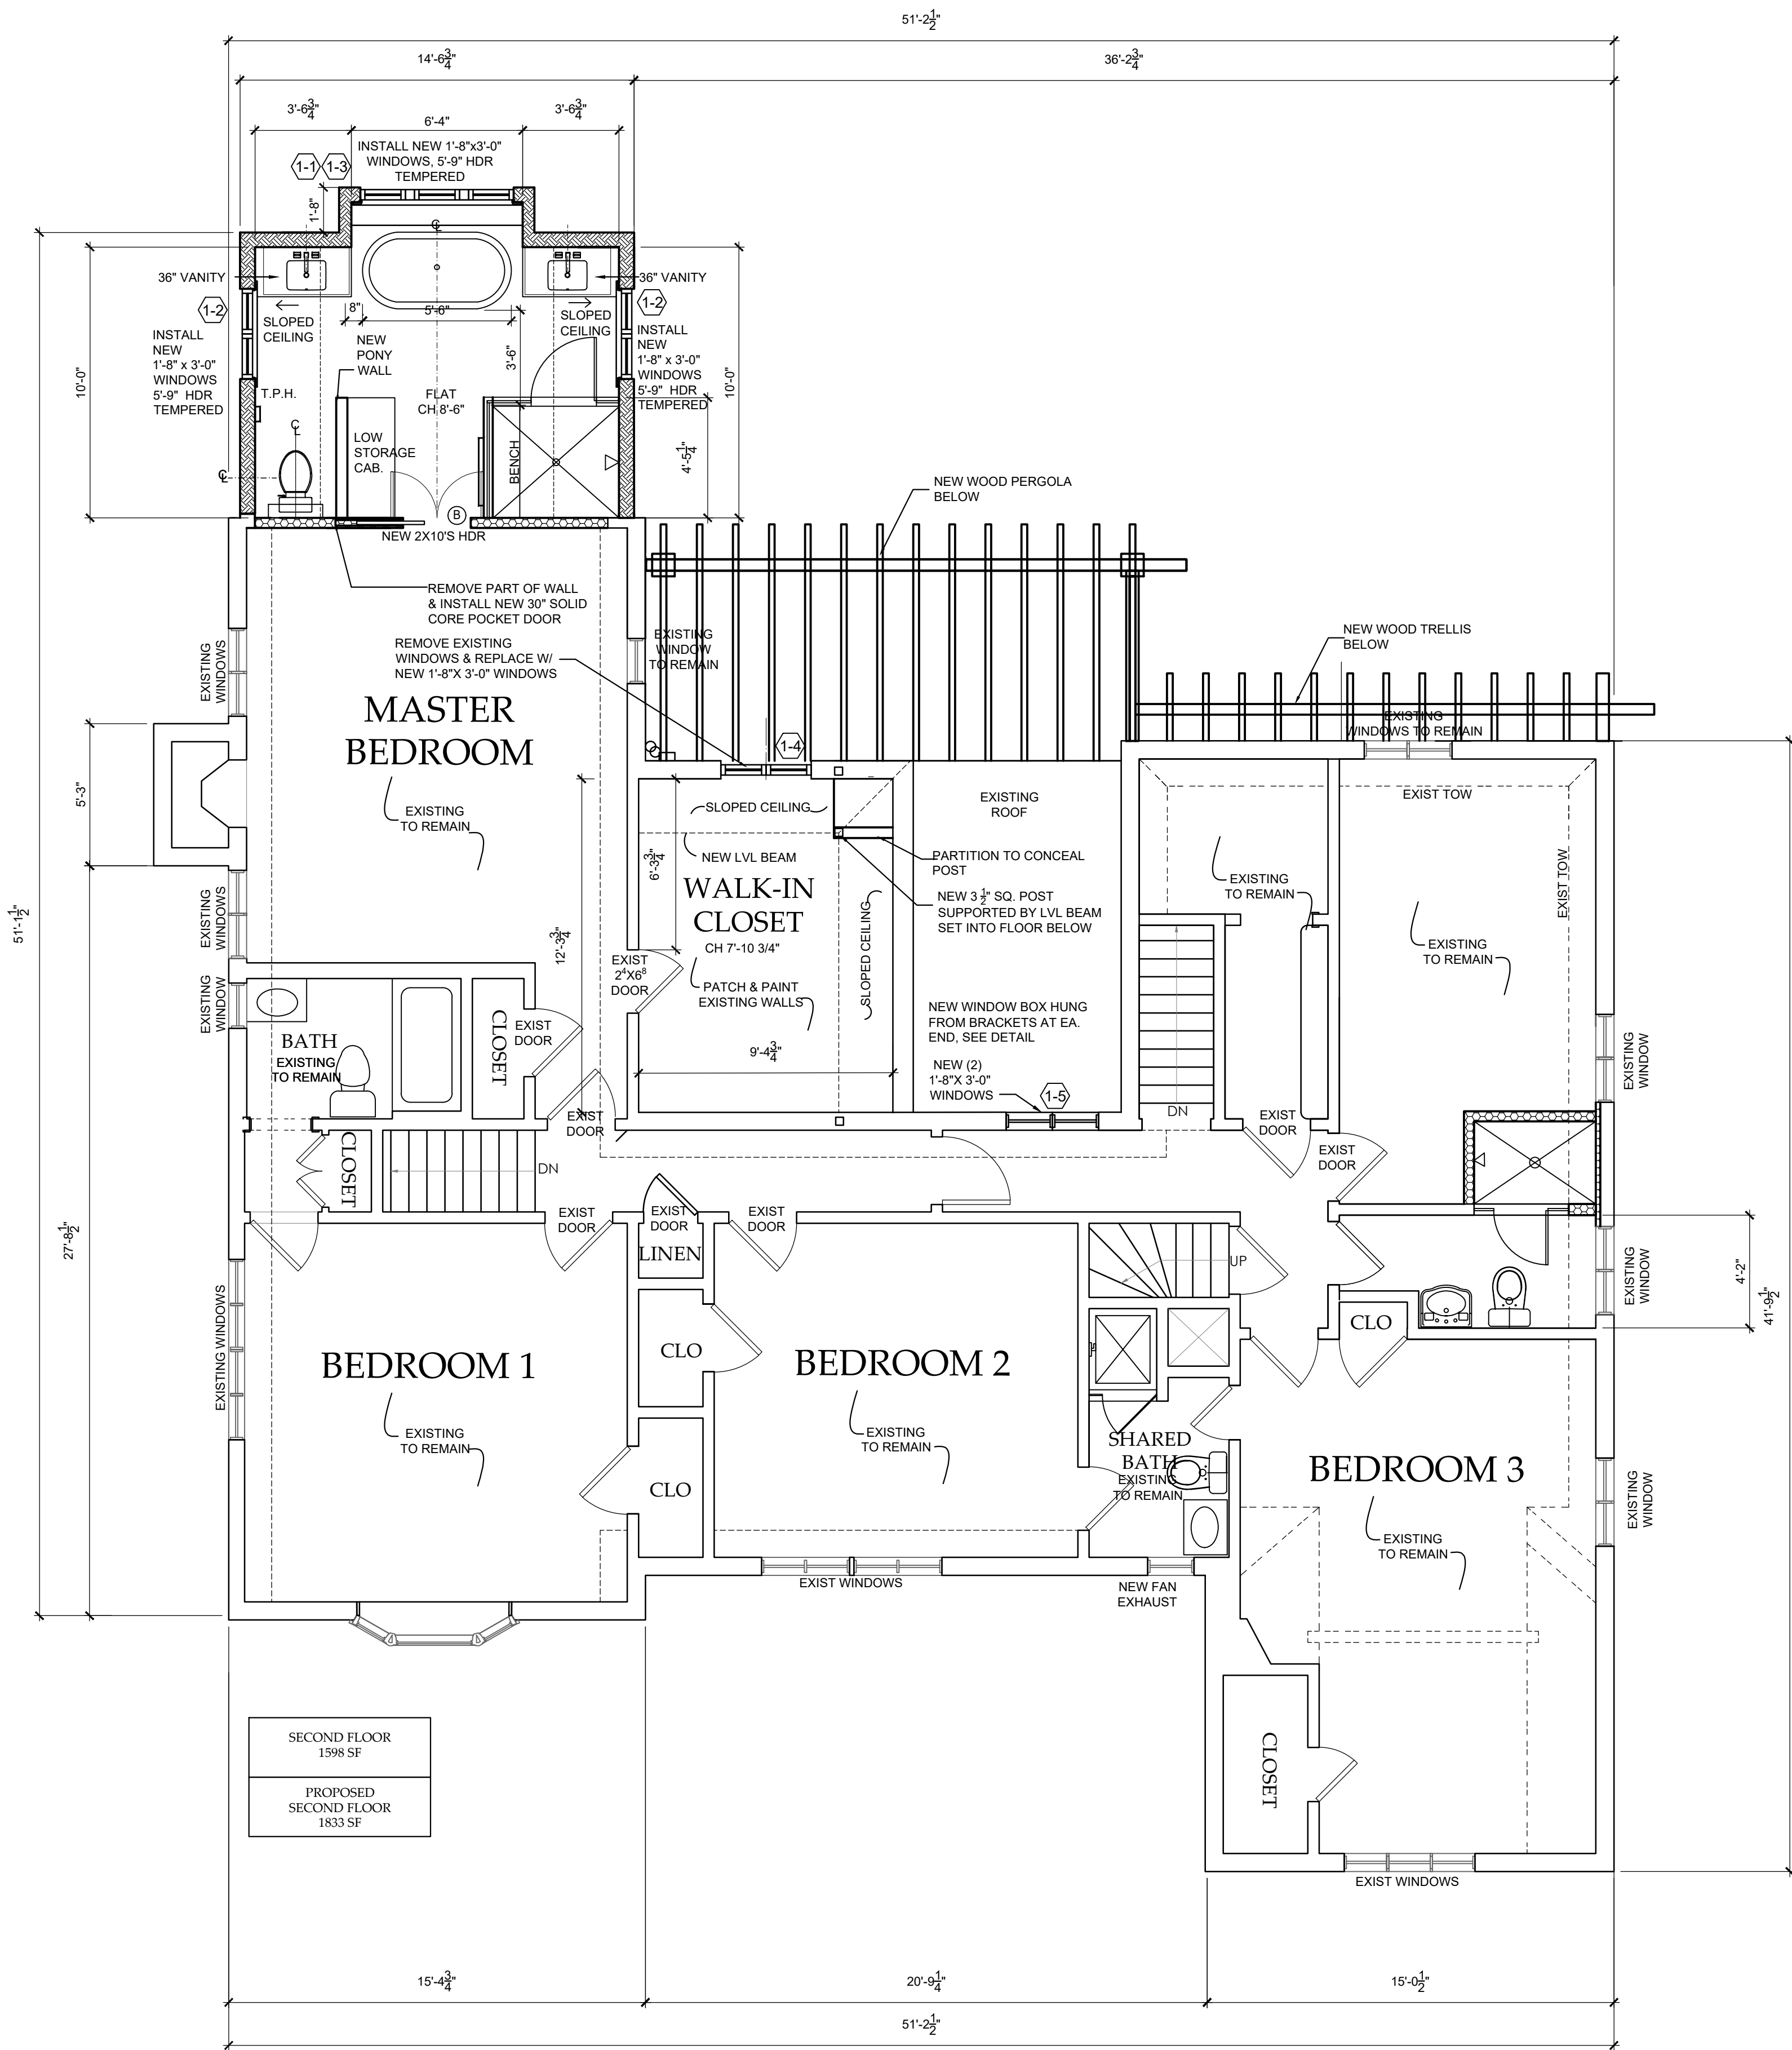 51'-2 1/2"
14'-6 3/4"
36'-2 3/4"
3'-6 3/4"
6'-4"
3'-6 3/4"
INSTALL NEW 1'-8"x3'-0"
WINDOWS, 5'-9" HDR
TEMPERED
1-1
1-3
1'-8"
℄
36" VANITY
36" VANITY
1-2
1-2
SLOPED
CEILING
8"
5'-6"
SLOPED
CEILING
INSTALL
NEW
1'-8" x 3'-0"
WINDOWS
5'-9" HDR
TEMPERED
INSTALL
NEW
1'-8" x 3'-0"
WINDOWS
5'-9" HDR
TEMPERED
NEW
PONY
WALL
3'-6"
10'-0"
10'-0"
T.P.H.
FLAT
CH 8'-6"
℄
LOW
STORAGE
CAB.
BENCH
4'-5 1/4"
℄
B
NEW 2X10'S HDR
NEW WOOD PERGOLA
BELOW
REMOVE PART OF WALL
& INSTALL NEW 30" SOLID
CORE POCKET DOOR
REMOVE EXISTING
WINDOWS & REPLACE W/
NEW 1'-8"X 3'-0" WINDOWS
EXISTING
WINDOW
TO REMAIN
NEW WOOD TRELLIS
BELOW
EXISTING
WINDOWS
MASTER
BEDROOM
EXISTING
TO REMAIN
1-4
EXISTING
WINDOWS TO REMAIN
5'-3"
51'-1 1/2"
SLOPED CEILING
EXISTING
ROOF
EXIST TOW
NEW LVL BEAM
6'-3 3/4"
PARTITION TO CONCEAL
POST
WALK-IN
CLOSET
CH 7'-10 3/4"
NEW 3 1/2" SQ. POST
SUPPORTED BY LVL BEAM
SET INTO FLOOR BELOW
EXISTING
TO REMAIN
EXIST TOW
EXISTING
TO REMAIN
EXISTING
WINDOWS
12'-3 3/4"
EXIST
2⁴X6⁸
DOOR
SLOPED CEILING
PATCH & PAINT
EXISTING WALLS
EXISTING
WINDOW
BATH
EXISTING
TO REMAIN
CLOSET
EXIST
DOOR
9'-4 3/4"
NEW WINDOW BOX HUNG
FROM BRACKETS AT EA.
END, SEE DETAIL
NEW (2)
1'-8"X 3'-0"
WINDOWS
1-5
EXISTING
WINDOW
EXIST
DOOR
DN
EXIST
DOOR
EXIST
DOOR
CLOSET
DN
EXIST
DOOR
EXIST
DOOR
EXIST
DOOR
LINEN
27'-8 1/2"
UP
EXISTING
WINDOW
4'-2"
41'-9 1/2"
EXISTING WINDOWS
BEDROOM 1
EXISTING
TO REMAIN
CLO
BEDROOM 2
EXISTING
TO REMAIN
CLO
CLO
SHARED
BATH
EXISTING
TO REMAIN
BEDROOM 3
EXISTING
TO REMAIN
EXISTING
WINDOW
EXIST WINDOWS
NEW FAN
EXHAUST
SECOND FLOOR
1598 SF
PROPOSED
SECOND FLOOR
1833 SF
CLOSET
EXIST WINDOWS
15'-4 3/4"
20'-9 1/4"
15'-0 1/2"
51'-2 1/2"